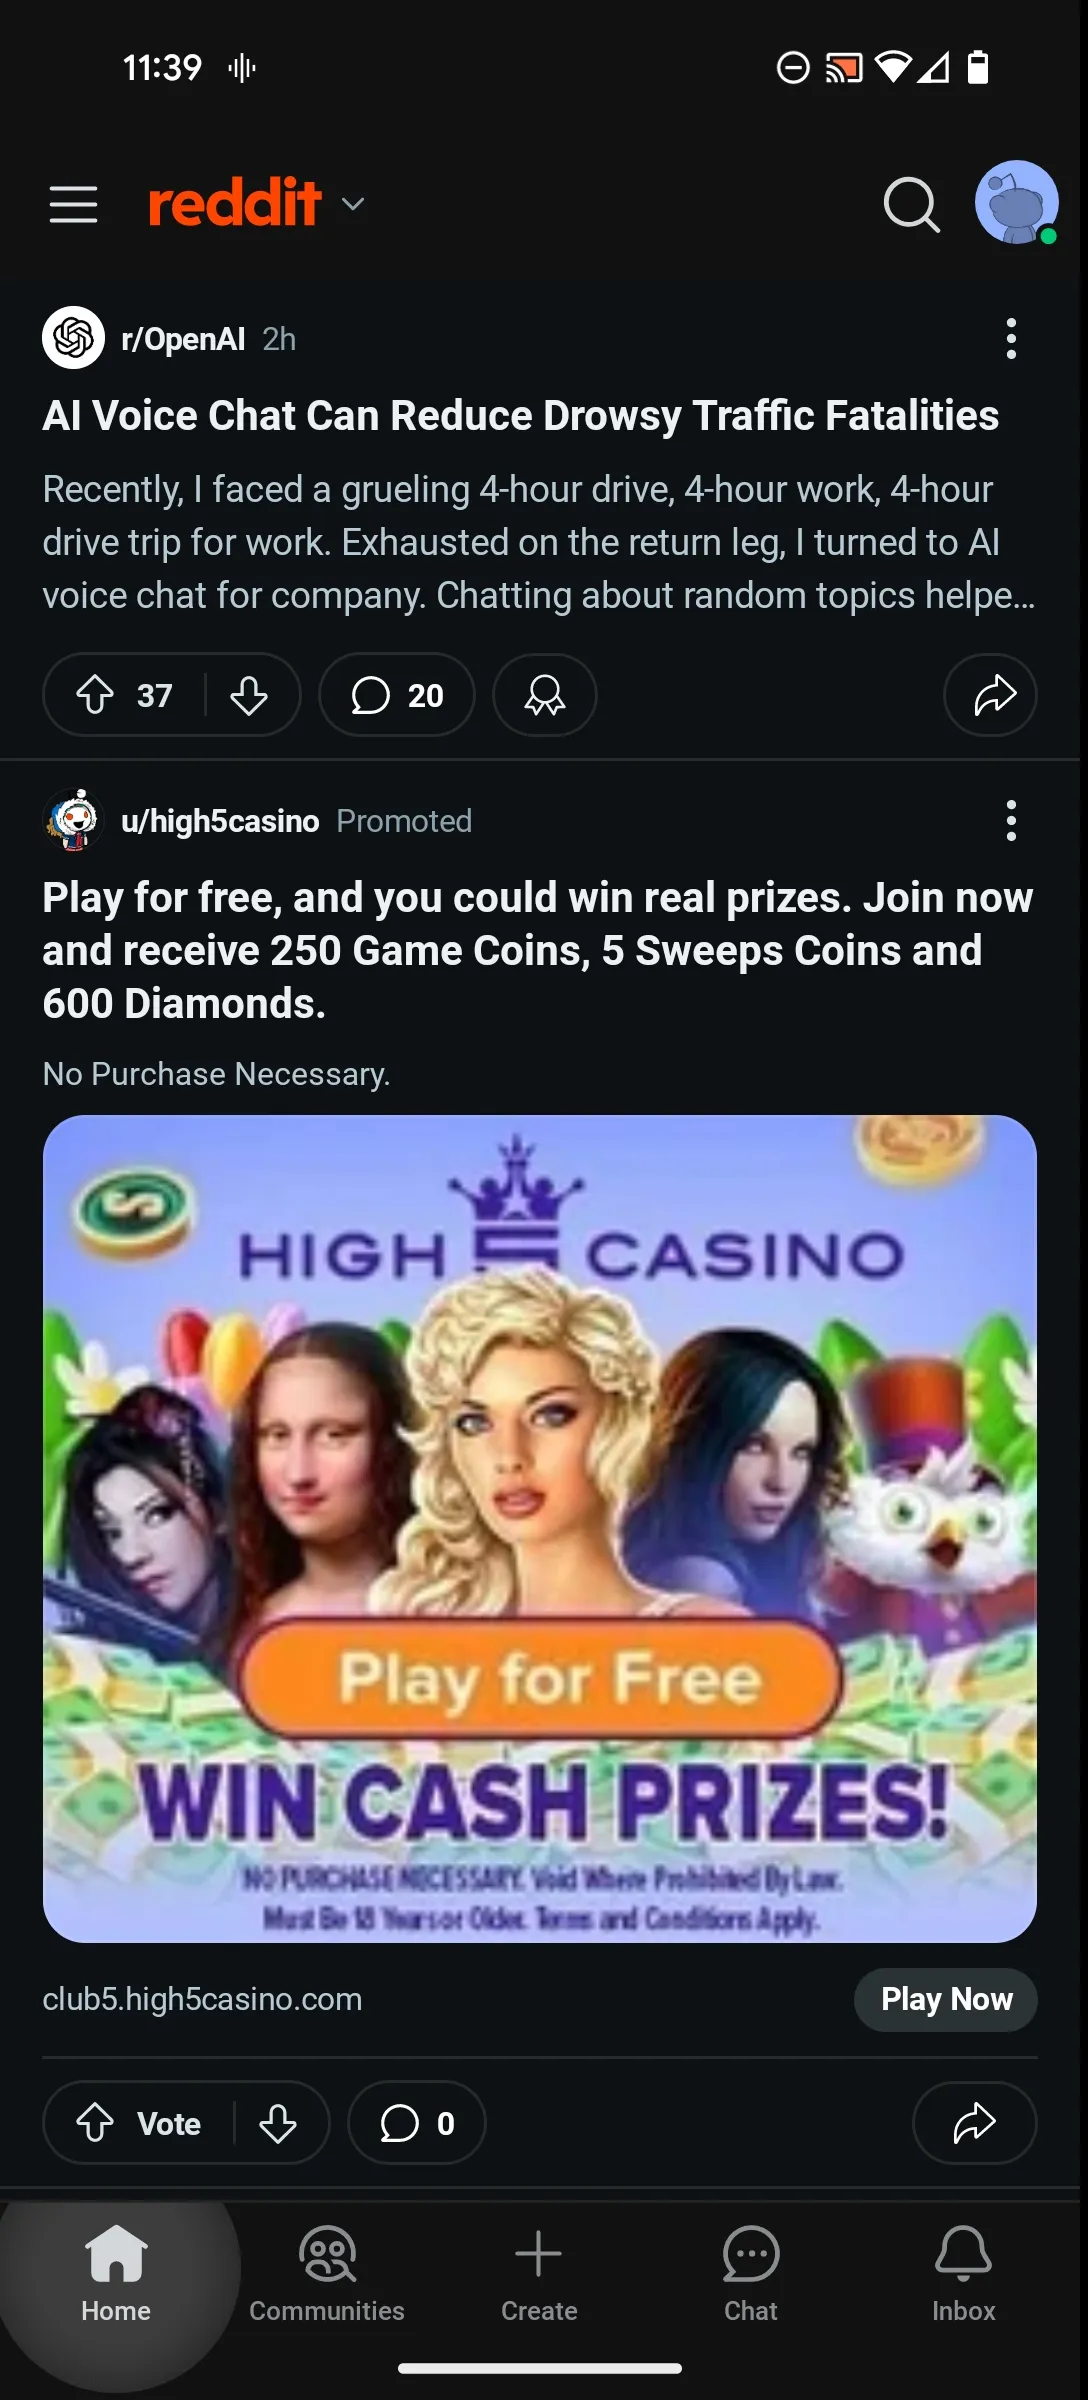 11:39
reddit
r/OpenAI 2h
AI Voice Chat Can Reduce Drowsy Traffic Fatalities
Recently, I faced a grueling 4-hour drive, 4-hour work, 4-hour
drive trip for work. Exhausted on the return leg, I turned to AI
voice chat for company. Chatting about random topics helpe...
37
20
u/high5casino Promoted
Play for free, and you could win real prizes. Join now
and receive 250 Game Coins, 5 Sweeps Coins and
600 Diamonds.
No Purchase Necessary.
HIGH 5 CASINO
Play for Free
WIN CASH PRIZES!
NO PURCHASE NECESSARY. Void Where Prohibited By Law.
Must Be 18 Years or Older. Terms and Conditions Apply.
club5.high5casino.com
Play Now
Vote
0
Home
Communities
Create
Chat
Inbox